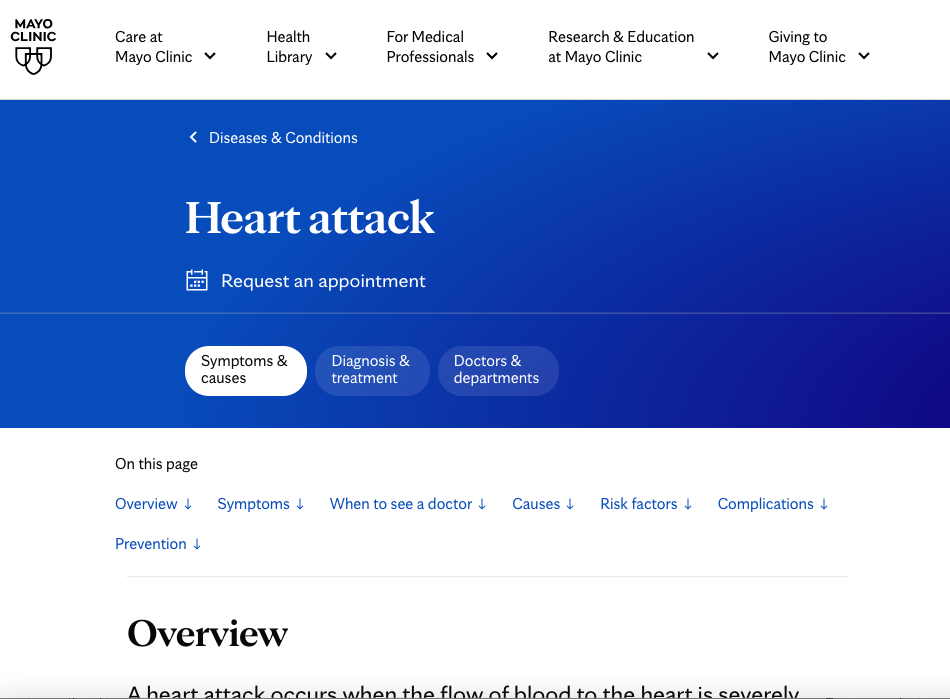 MAYO
CLINIC
Care at
Mayo Clinic
Health
Library
For Medical
Professionals
Research & Education
at Mayo Clinic
Giving to
Mayo Clinic
Diseases & Conditions
Heart attack
Request an appointment
Symptoms &
causes
Diagnosis &
treatment
Doctors &
departments
On this page
Overview ↓ Symptoms ↓ When to see a doctor ↓ Causes ↓ Risk factors ↓ Complications ↓
Prevention ↓
Overview
A heart attack occurs when the flow of blood to the heart is severely